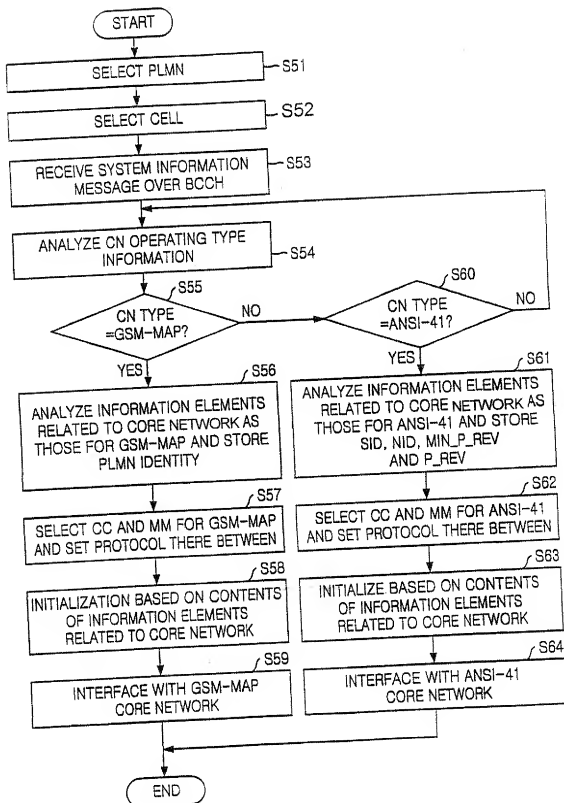 START
SELECT PLMN
S51
SELECT CELL
S52
RECEIVE SYSTEM INFORMATION
MESSAGE OVER BCCH
S53
ANALYZE CN OPERATING TYPE
INFORMATION
S54
S55
CN TYPE
=GSM-MAP?
NO
YES
S60
CN TYPE
=ANSI-41?
NO
YES
S56
ANALYZE INFORMATION ELEMENTS
RELATED TO CORE NETWORK AS
THOSE FOR GSM-MAP AND STORE
PLMN IDENTITY
S61
ANALYZE INFORMATION ELEMENTS
RELATED TO CORE NETWORK AS
THOSE FOR ANSI-41 AND STORE
SID, NID, MIN_P_REV
AND P_REV
S57
SELECT CC AND MM FOR GSM-MAP
AND SET PROTOCOL THERE BETWEEN
S62
SELECT CC AND MM FOR ANSI-41
AND SET PROTOCOL THERE BETWEEN
S58
INITIALIZATION BASED ON CONTENTS
OF INFORMATION ELEMENTS
RELATED TO CORE NETWORK
S63
INITIALIZE BASED ON CONTENTS
OF INFORMATION ELEMENTS
RELATED TO CORE NETWORK
S59
INTERFACE WITH GSM-MAP
CORE NETWORK
S64
INTERFACE WITH ANSI-41
CORE NETWORK
END